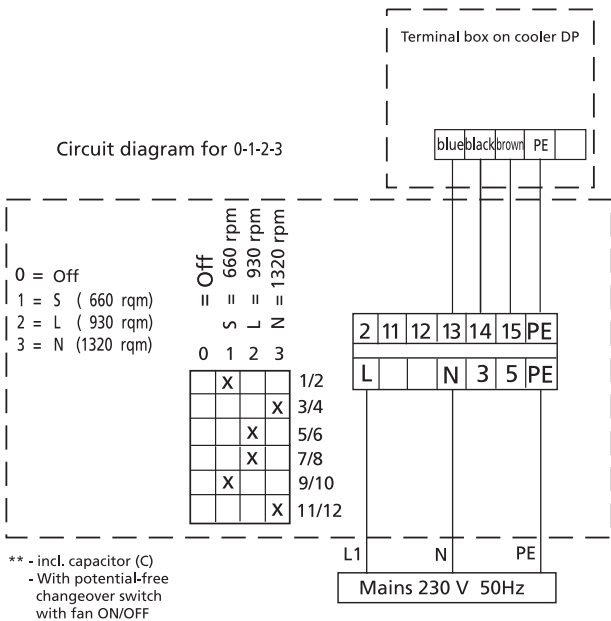 Terminal box on cooler DP
blue black brown PE
Circuit diagram for 0-1-2-3
0 = Off
1 = S ( 660 rqm)
2 = L ( 930 rqm)
3 = N (1320 rqm)
= Off
S = 660 rpm
L = 930 rpm
N = 1320 rpm
0 1 2 3
X 1/2
X 3/4
X 5/6
X 7/8
X 9/10
X 11/12
2 11 12 13 14 15 PE
L N 3 5 PE
L1 N PE
Mains 230 V 50Hz
** - incl. capacitor (C)
- With potential-free
changeover switch
with fan ON/OFF